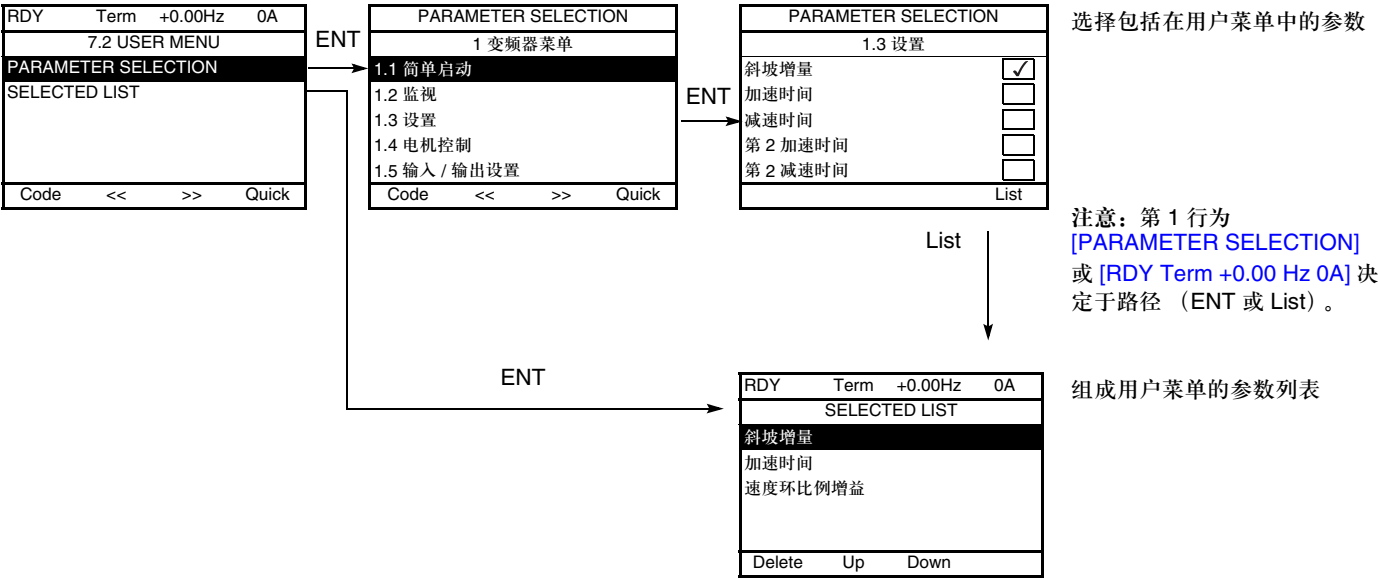 RDY Term +0.00Hz 0A
7.2 USER MENU
PARAMETER SELECTION
SELECTED LIST
Code << >> Quick
ENT
PARAMETER SELECTION
1 变频器菜单
1.1 简单启动
1.2 监视
1.3 设置
1.4 电机控制
1.5 输入 / 输出设置
Code << >> Quick
ENT
PARAMETER SELECTION
1.3 设置
斜坡增量 ✓
加速时间
减速时间
第 2 加速时间
第 2 减速时间
List
选择包括在用户菜单中的参数
List
注意：第 1 行为
[PARAMETER SELECTION]
或 [RDY Term +0.00 Hz 0A] 决
定于路径 （ENT 或 List）。
ENT
RDY Term +0.00Hz 0A
SELECTED LIST
斜坡增量
加速时间
速度环比例增益
Delete Up Down
组成用户菜单的参数列表